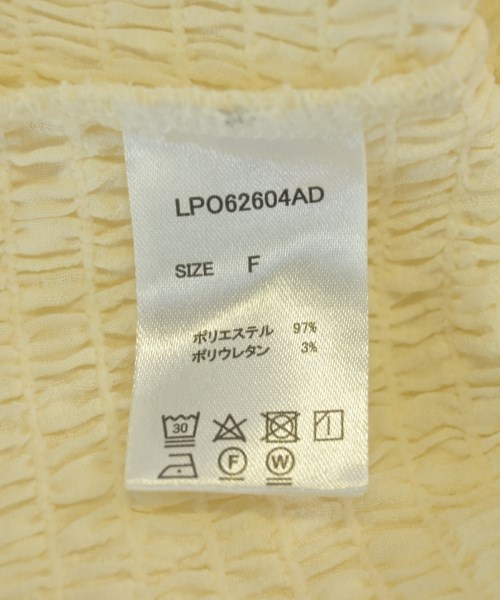 LPO62604AD
SIZE F
ポリエステル 97%
ポリウレタン 3%
30
F W